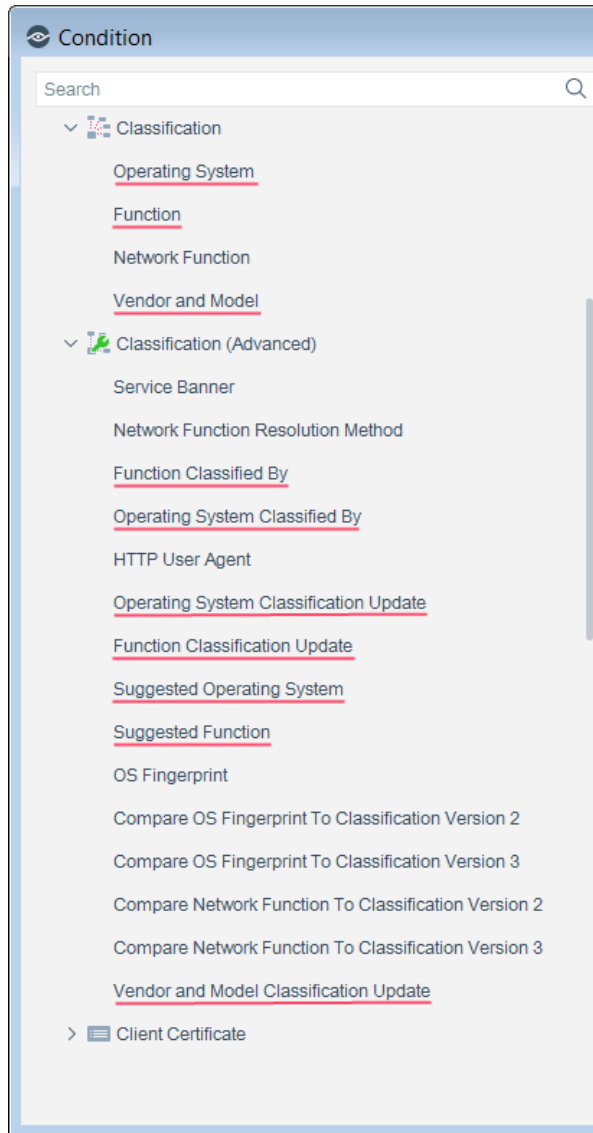 Condition
Search
Classification
Operating System
Function
Network Function
Vendor and Model
Classification (Advanced)
Service Banner
Network Function Resolution Method
Function Classified By
Operating System Classified By
HTTP User Agent
Operating System Classification Update
Function Classification Update
Suggested Operating System
Suggested Function
OS Fingerprint
Compare OS Fingerprint To Classification Version 2
Compare OS Fingerprint To Classification Version 3
Compare Network Function To Classification Version 2
Compare Network Function To Classification Version 3
Vendor and Model Classification Update
Client Certificate